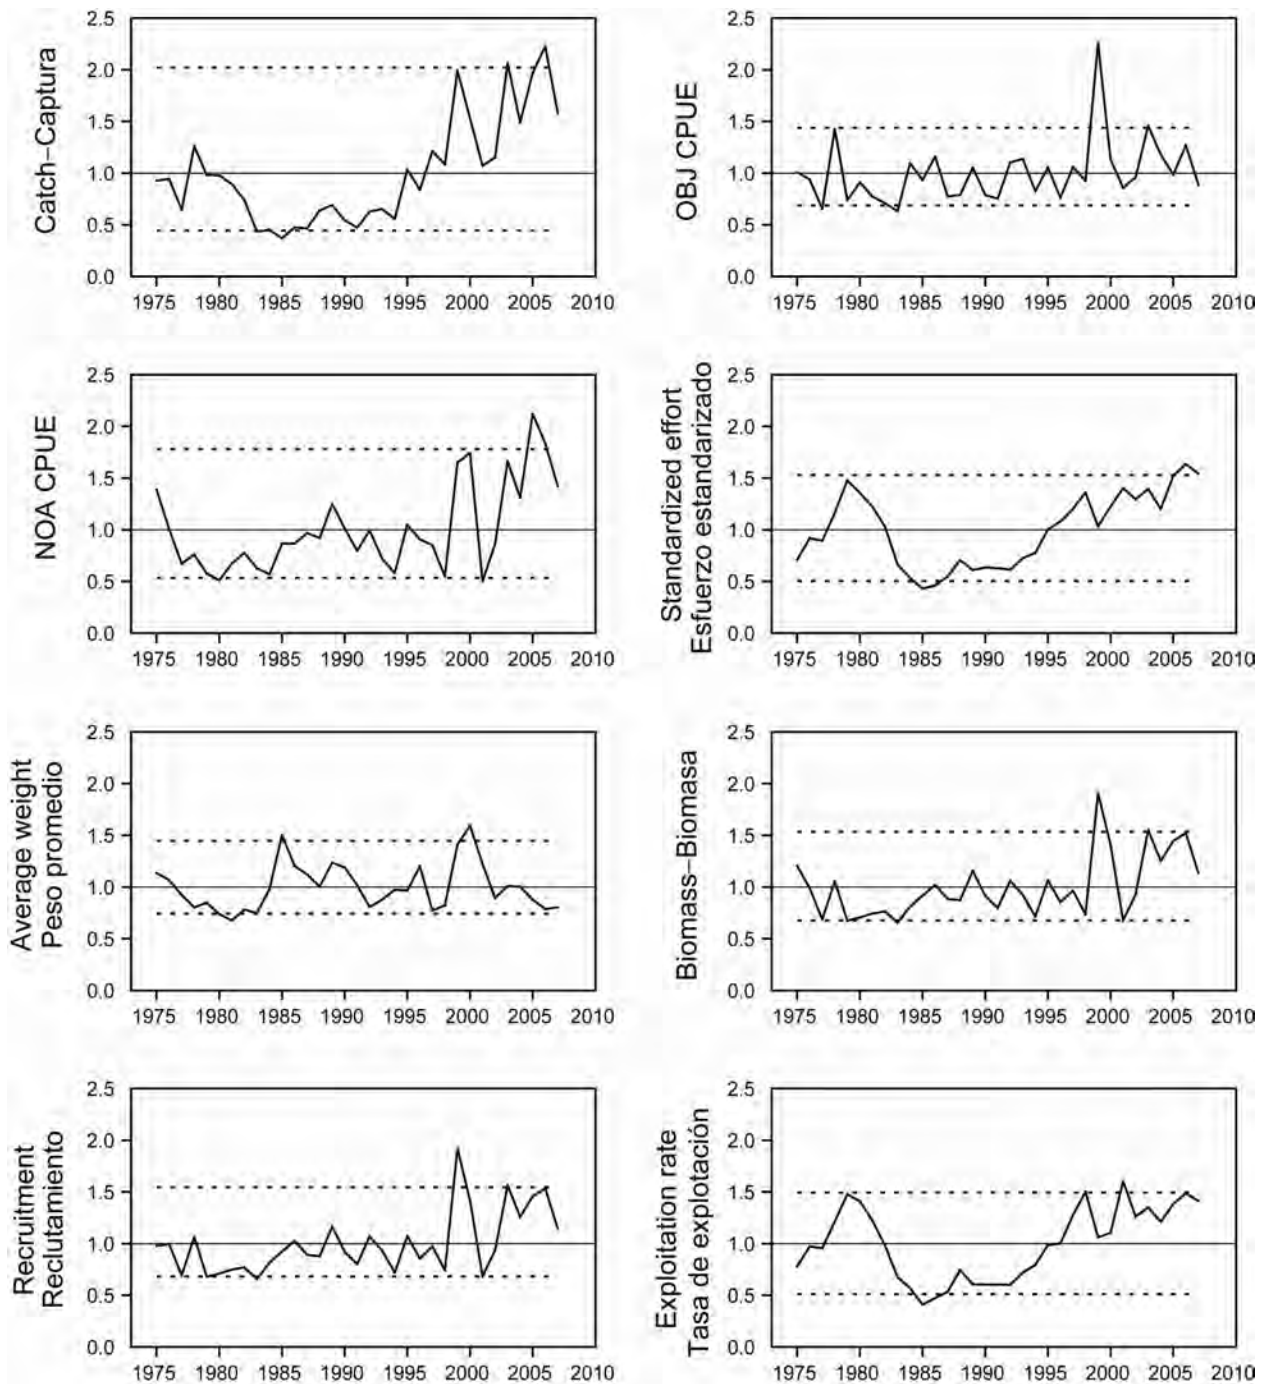 Catch–Captura
2.5
2.0
1.5
1.0
0.5
0.0
1975 1980 1985 1990 1995 2000 2005 2010
OBJ CPUE
2.5
2.0
1.5
1.0
0.5
0.0
1975 1980 1985 1990 1995 2000 2005 2010
NOA CPUE
2.5
2.0
1.5
1.0
0.5
0.0
1975 1980 1985 1990 1995 2000 2005 2010
Standardized effort
Esfuerzo estandarizado
2.5
2.0
1.5
1.0
0.5
0.0
1975 1980 1985 1990 1995 2000 2005 2010
Average weight
Peso promedio
2.5
2.0
1.5
1.0
0.5
0.0
1975 1980 1985 1990 1995 2000 2005 2010
Biomass–Biomasa
2.5
2.0
1.5
1.0
0.5
0.0
1975 1980 1985 1990 1995 2000 2005 2010
Recruitment
Reclutamiento
2.5
2.0
1.5
1.0
0.5
0.0
1975 1980 1985 1990 1995 2000 2005 2010
Exploitation rate
Tasa de explotación
2.5
2.0
1.5
1.0
0.5
0.0
1975 1980 1985 1990 1995 2000 2005 2010